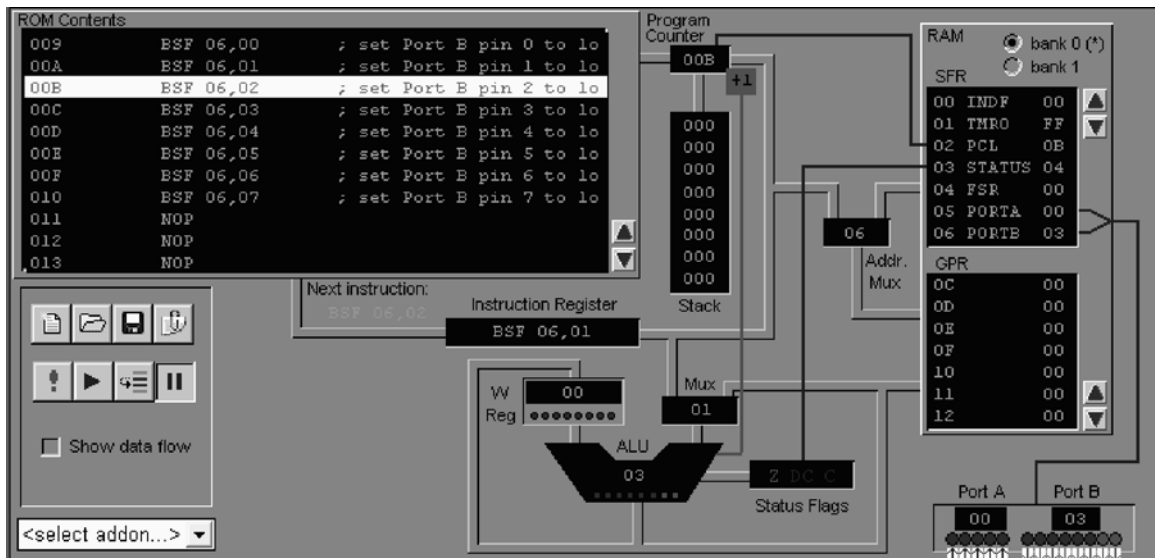 ROM Contents
009 BSF 06,00 ; set Port B pin 0 to lo
00A BSF 06,01 ; set Port B pin 1 to lo
00B BSF 06,02 ; set Port B pin 2 to lo
00C BSF 06,03 ; set Port B pin 3 to lo
00D BSF 06,04 ; set Port B pin 4 to lo
00E BSF 06,05 ; set Port B pin 5 to lo
00F BSF 06,06 ; set Port B pin 6 to lo
010 BSF 06,07 ; set Port B pin 7 to lo
011 NOP
012 NOP
013 NOP
Program
Counter
00B
+1
000
000
000
000
000
000
000
000
Stack
RAM
bank 0 (*)
bank 1
SFR
00 INDF 00
01 TMR0 FF
02 PCL 0B
03 STATUS 04
04 FSR 00
05 PORTA 00
06 PORTB 03
06
Addr.
Mux
GPR
0C 00
0D 00
0E 00
0F 00
10 00
11 00
12 00
Next instruction:
BSF 06,02
Instruction Register
BSF 06,01
W
Reg
00
Mux
01
ALU
03
Z DC C
Status Flags
Show data flow
<select addon...>
Port A Port B
00 03